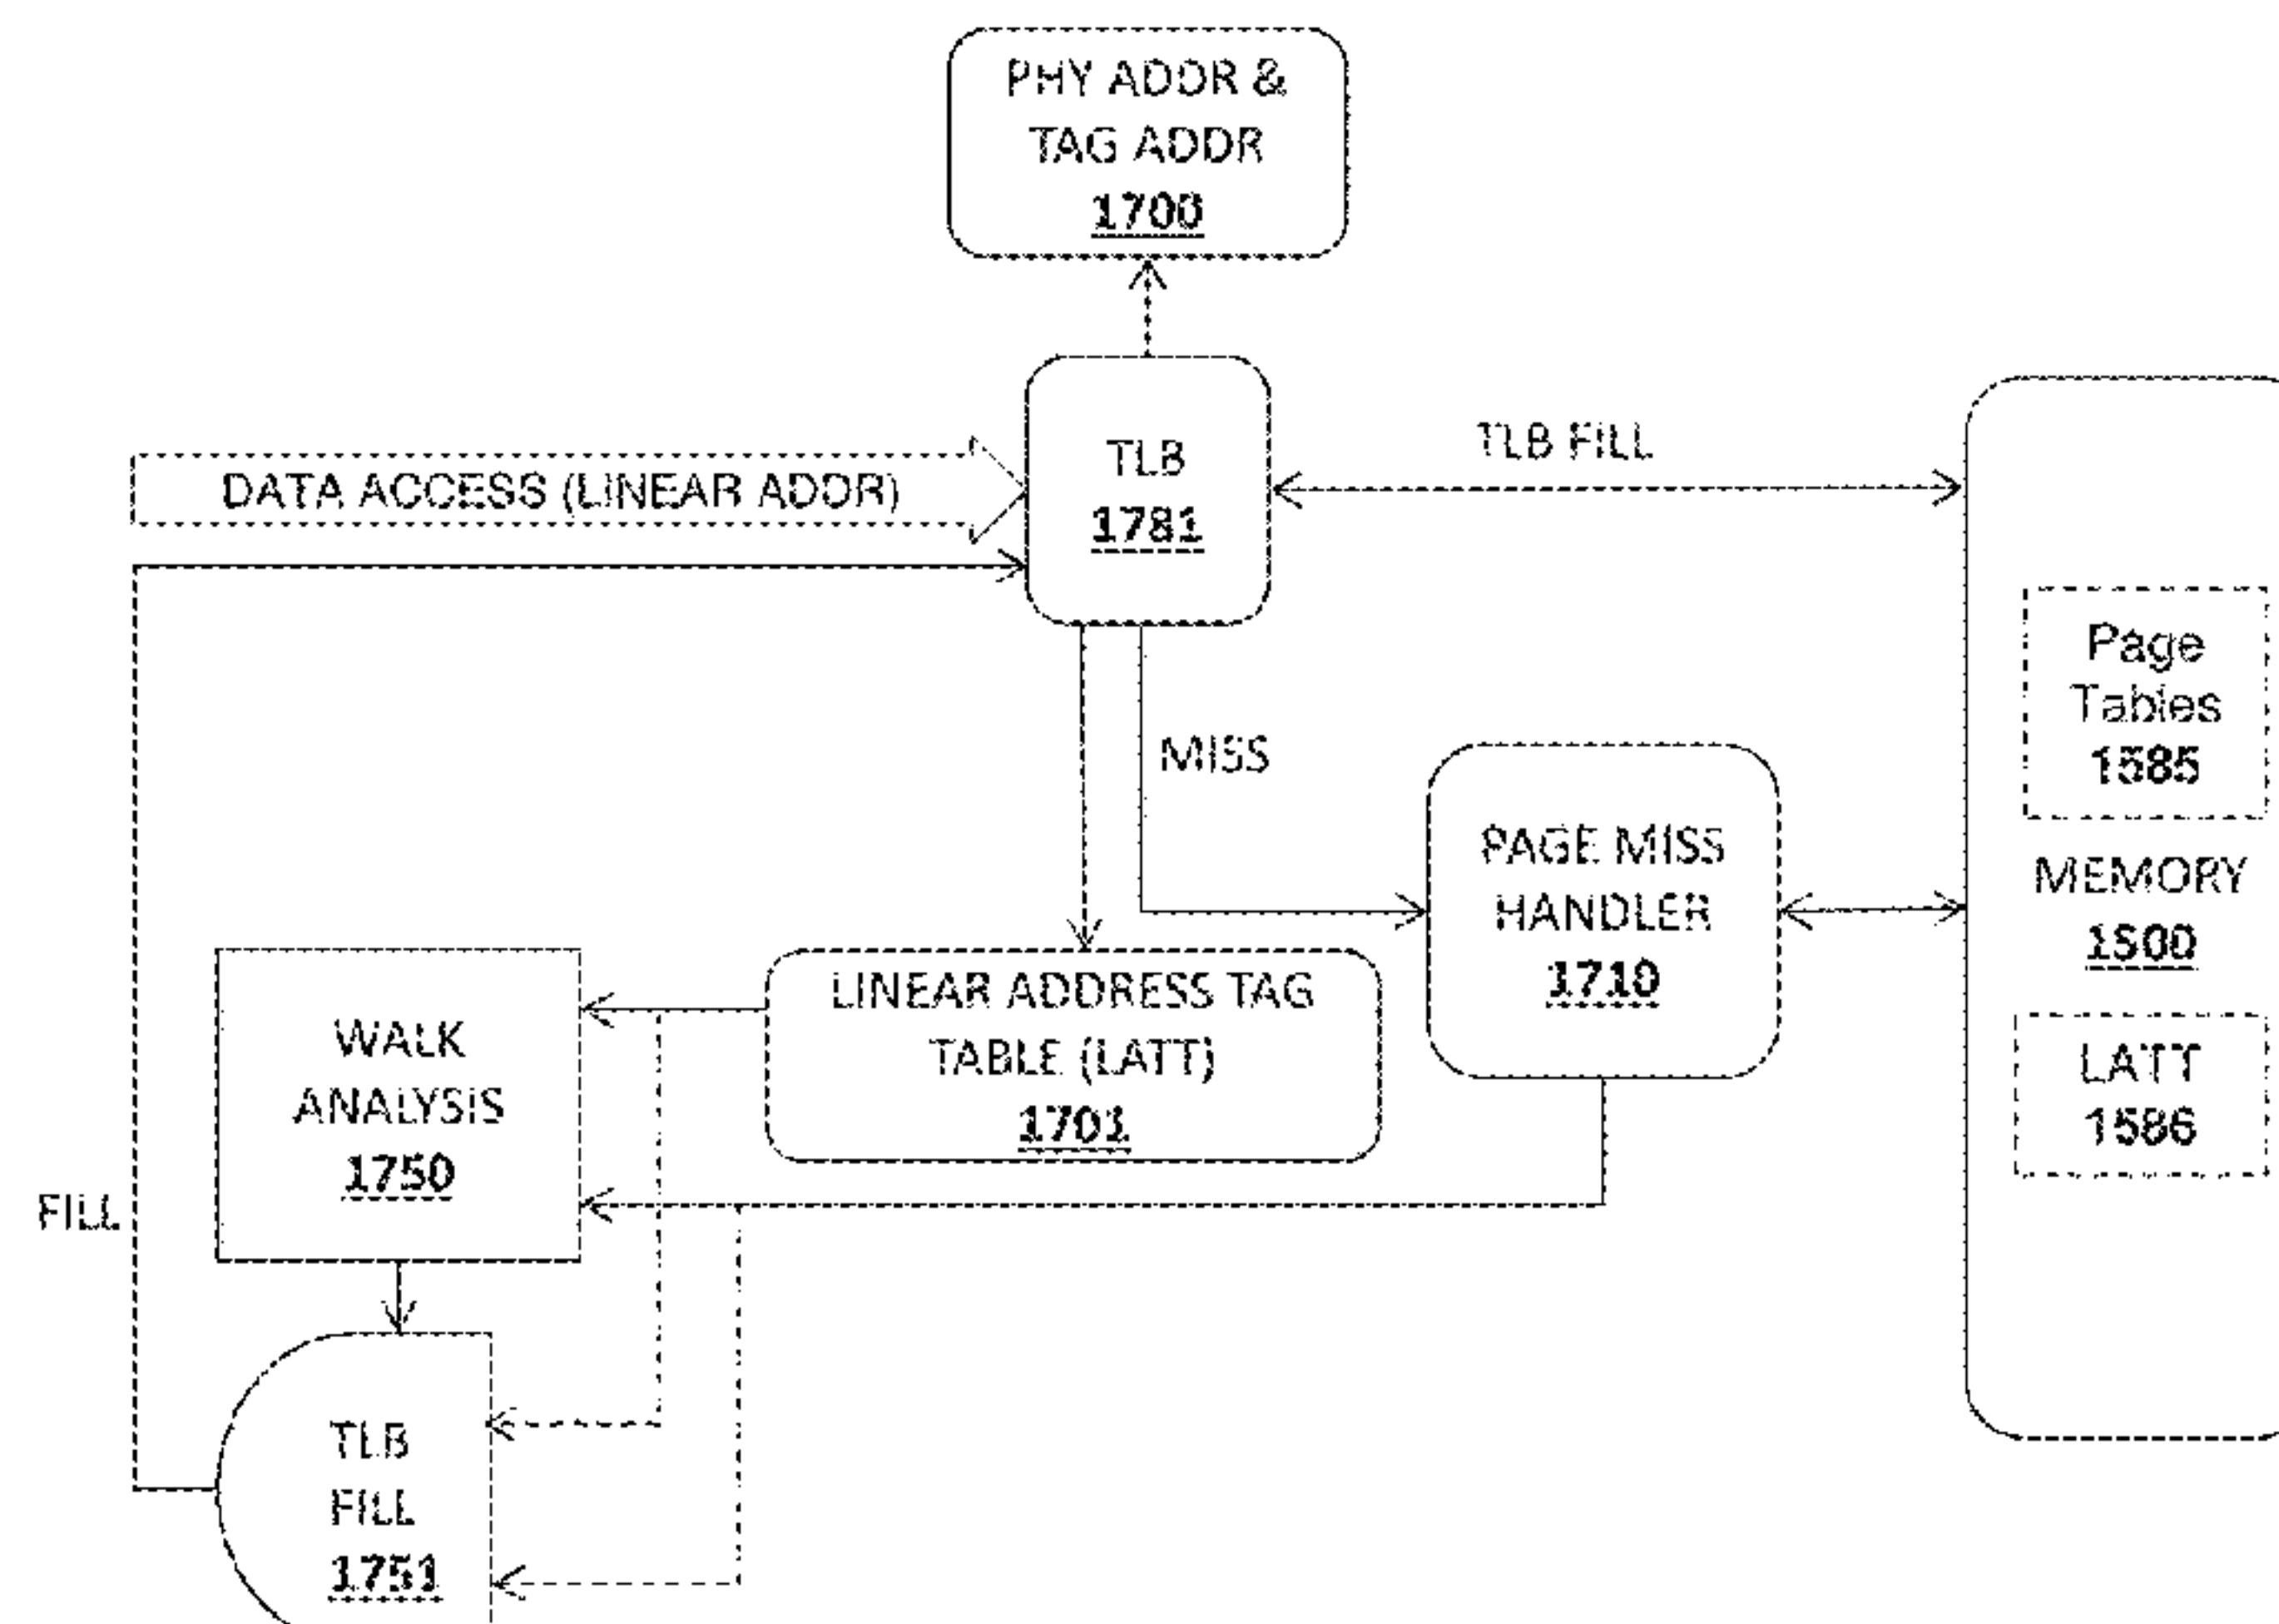 PHY ADDR &
TAG ADDR
1700
DATA ACCESS (LINEAR ADDR)
TLB
1781
TLB FILL
MISS
Page
Tables
1585
PAGE MISS
HANDLER
1710
MEMORY
1500
LATT
1586
LINEAR ADDRESS TAG
TABLE (LATT)
1701
WALK
ANALYSIS
1750
FILL
TLB
FILL
1751